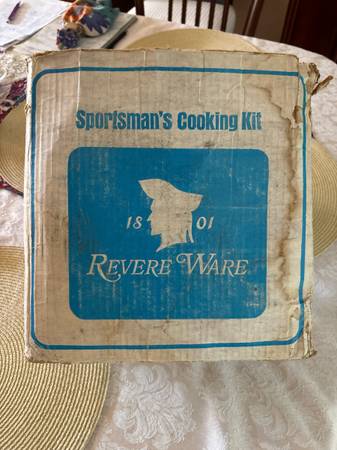 Sportsman's Cooking Kit
18 01
REVERE WARE